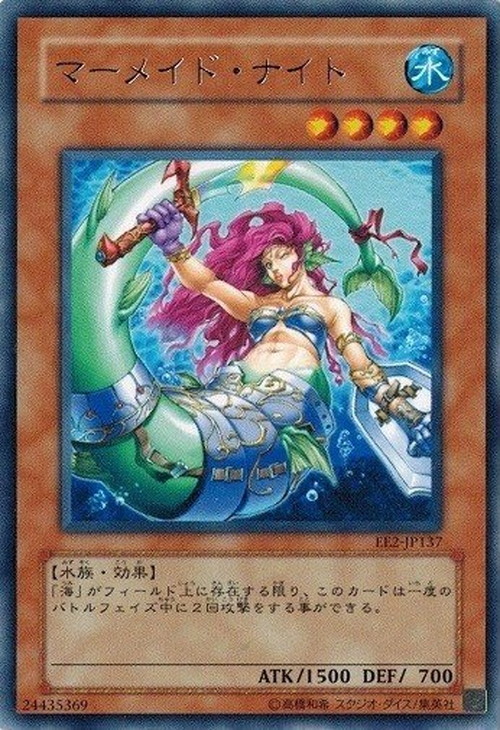 マーメイド・ナイト
水
EE2-JP137
【水族・効果】
「海」がフィールド上に存在する限り、このカードは一度の
バトルフェイズ中に2回攻撃をする事ができる。
ATK/1500 DEF/ 700
24435369
©高橋和希 スタジオ・ダイス/集英社